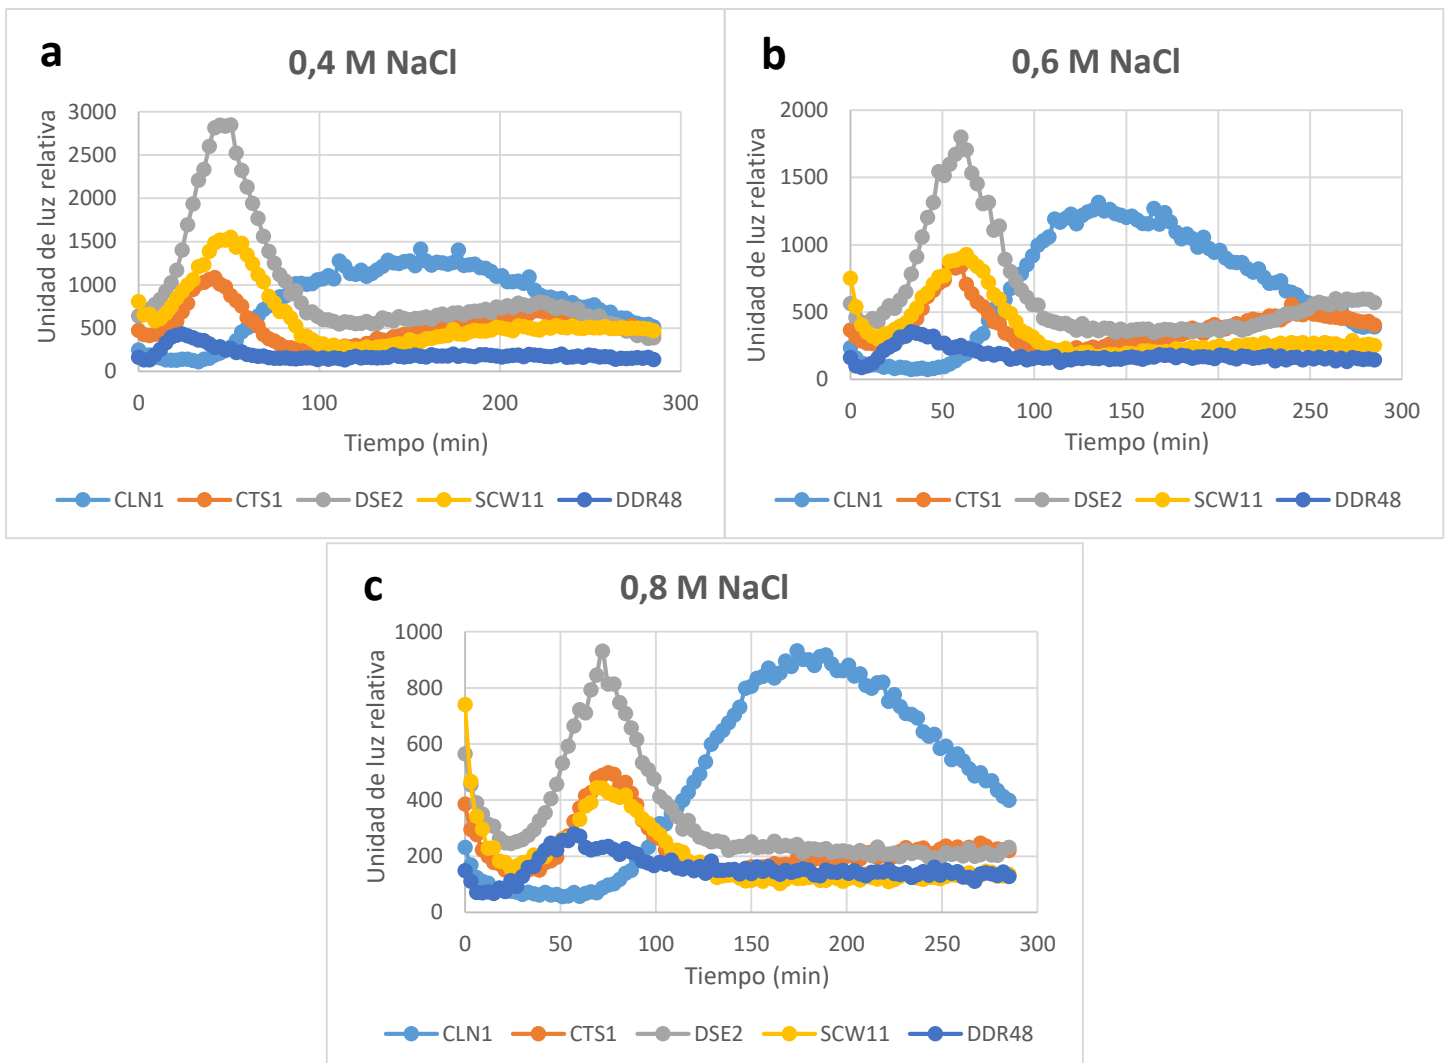 a
0,4 M NaCl
Unidad de luz relativa
3000
2500
2000
1500
1000
500
0
0 100 200 300
Tiempo (min)
CLN1 CTS1 DSE2 SCW11 DDR48
b
0,6 M NaCl
Unidad de luz relativa
2000
1500
1000
500
0
0 50 100 150 200 250 300
Tiempo (min)
CLN1 CTS1 DSE2 SCW11 DDR48
c
0,8 M NaCl
Unidad de luz relativa
1000
800
600
400
200
0
0 50 100 150 200 250 300
Tiempo (min)
CLN1 CTS1 DSE2 SCW11 DDR48